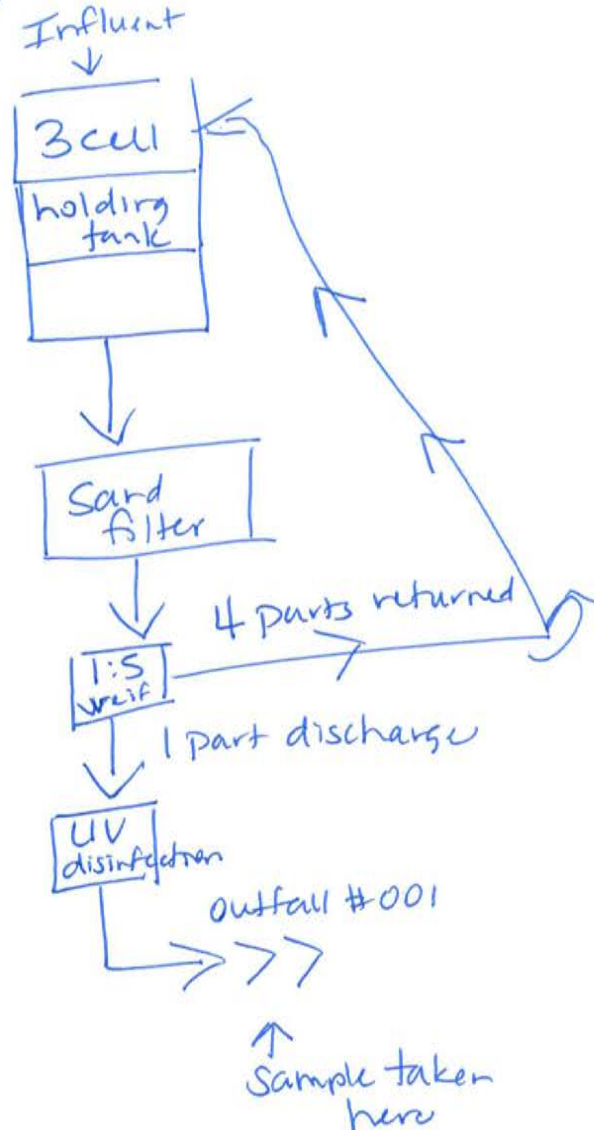 Influent
3 cell
holding
tank
Sand
filter
4 parts returned
1:5
weir
1 part discharge
UV
disinfection
outfall #001
sample taken
here